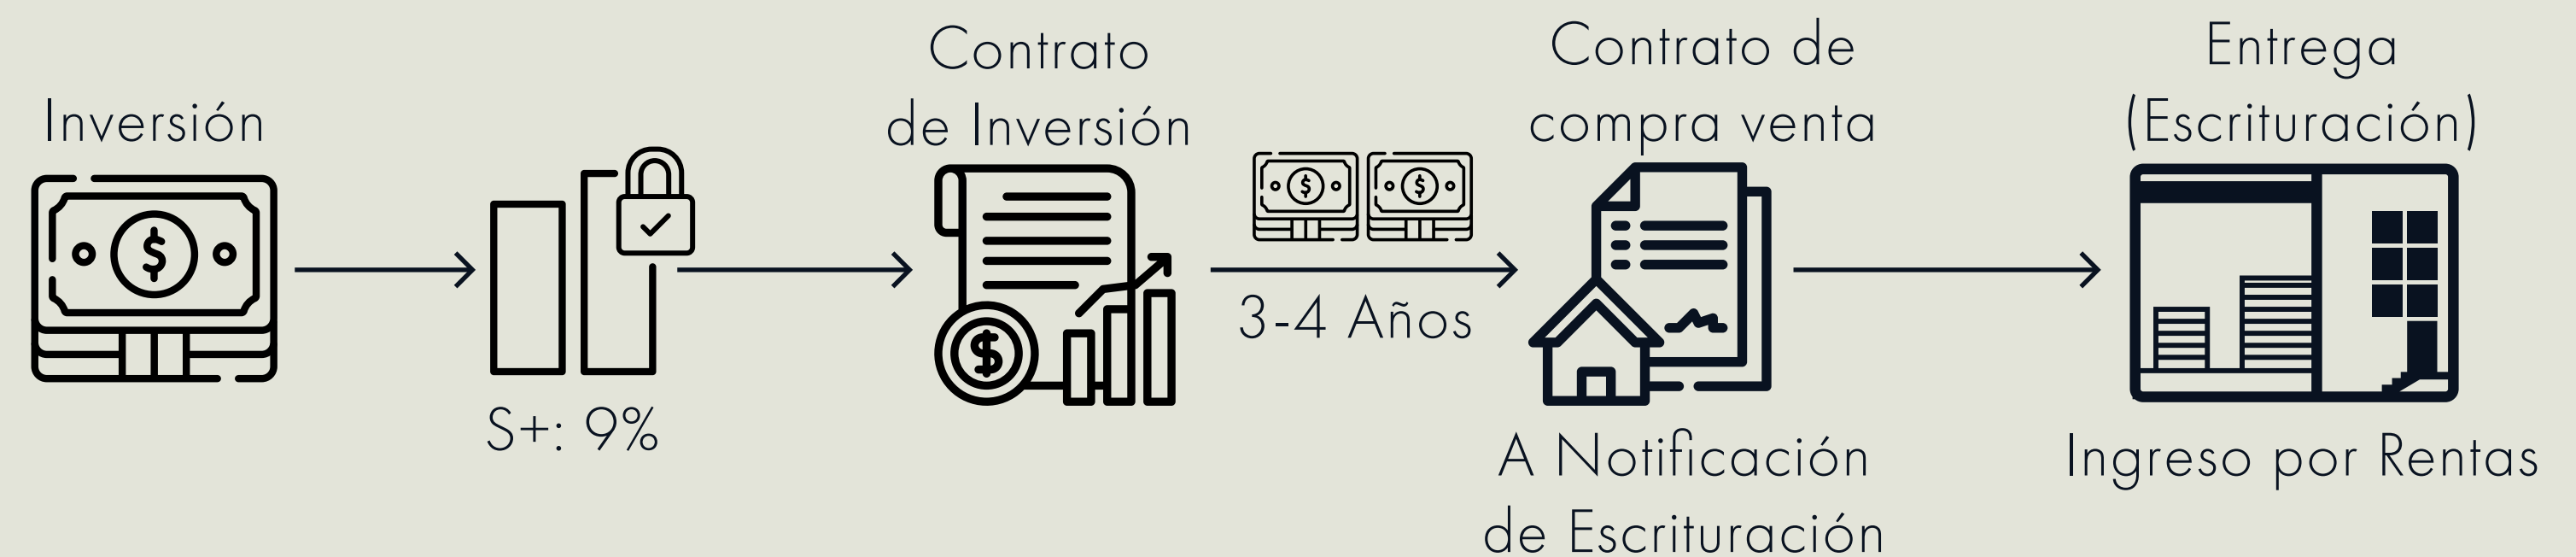 Inversión
S+: 9%
Contrato
de Inversión
3-4 Años
Contrato de
compra venta
A Notificación
de Escrituración
Entrega
(Escrituración)
Ingreso por Rentas